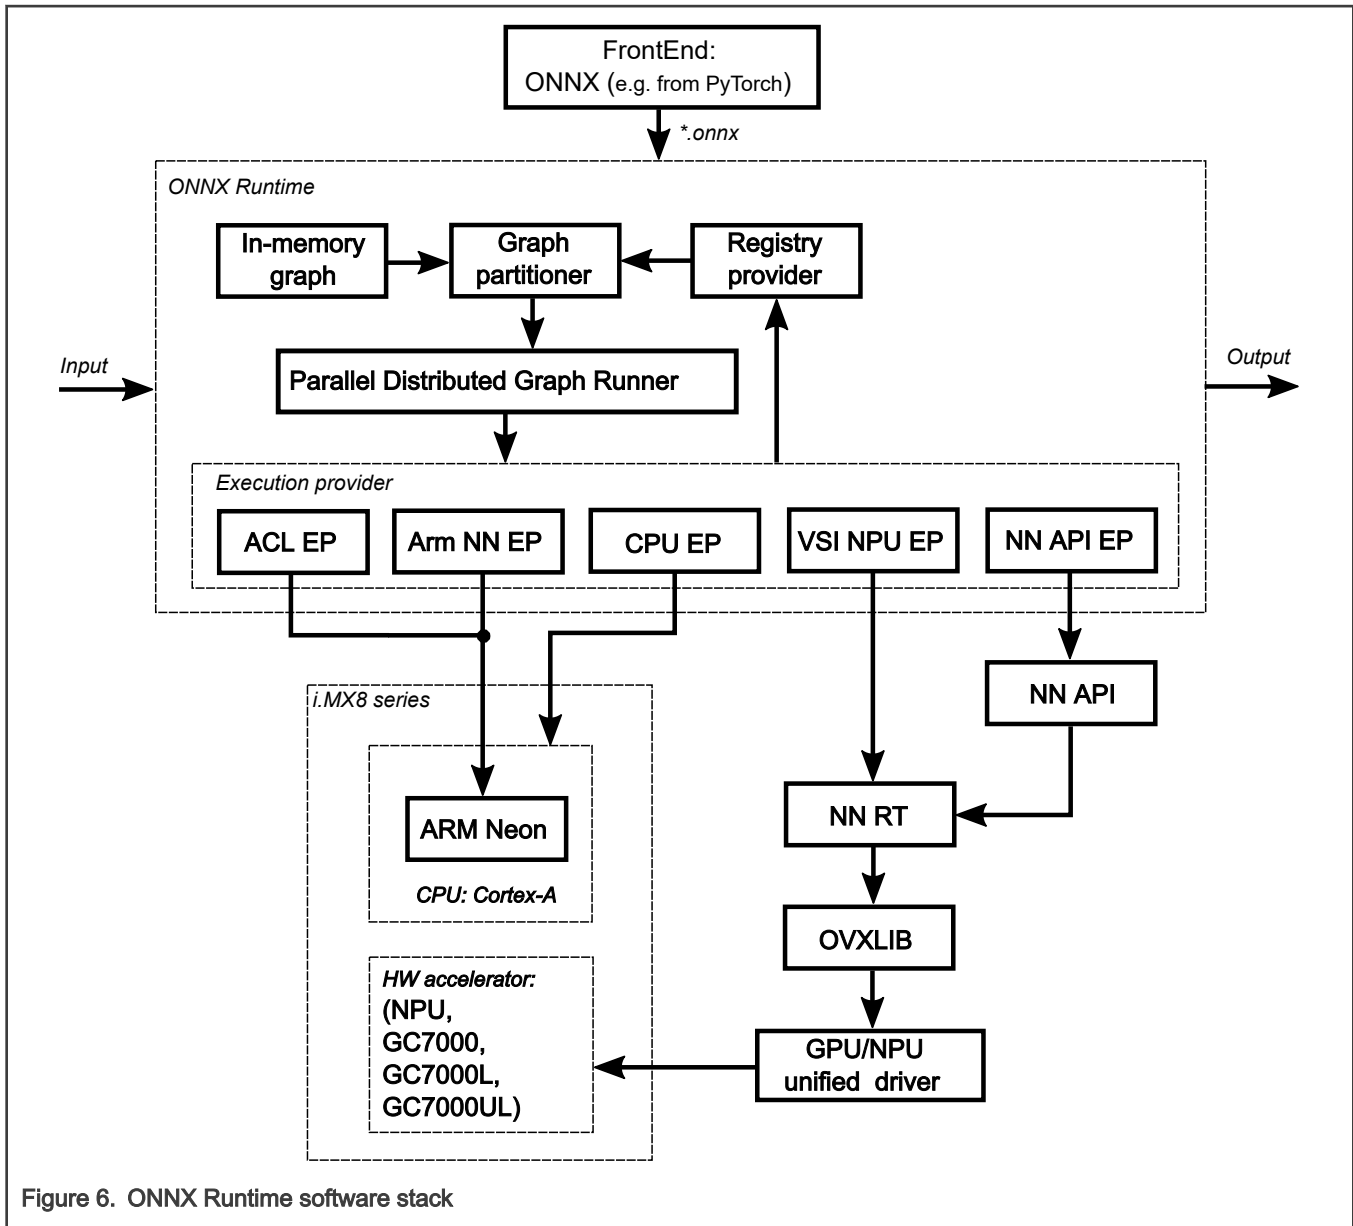 FrontEnd:
ONNX (e.g. from PyTorch)
*.onnx
ONNX Runtime
In-memory
graph
Graph
partitioner
Registry
provider
Input
Output
Parallel Distributed Graph Runner
Execution provider
ACL EP
Arm NN EP
CPU EP
VSI NPU EP
NN API EP
NN API
i.MX8 series
NN RT
ARM Neon
CPU: Cortex-A
OVXLIB
HW accelerator:
(NPU,
GC7000,
GC7000L,
GC7000UL)
GPU/NPU
unified driver
Figure 6. ONNX Runtime software stack